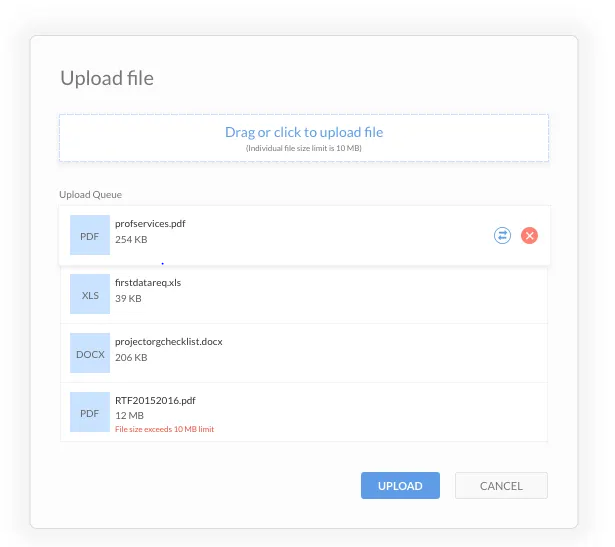 Upload file
Drag or click to upload file
(Individual file size limit is 10 MB)
Upload Queue
PDF
profservices.pdf
254 KB
XLS
firstdatareq.xls
39 KB
DOCX
projectorgchecklist.docx
206 KB
PDF
RTF20152016.pdf
12 MB
File size exceeds 10 MB limit
UPLOAD
CANCEL